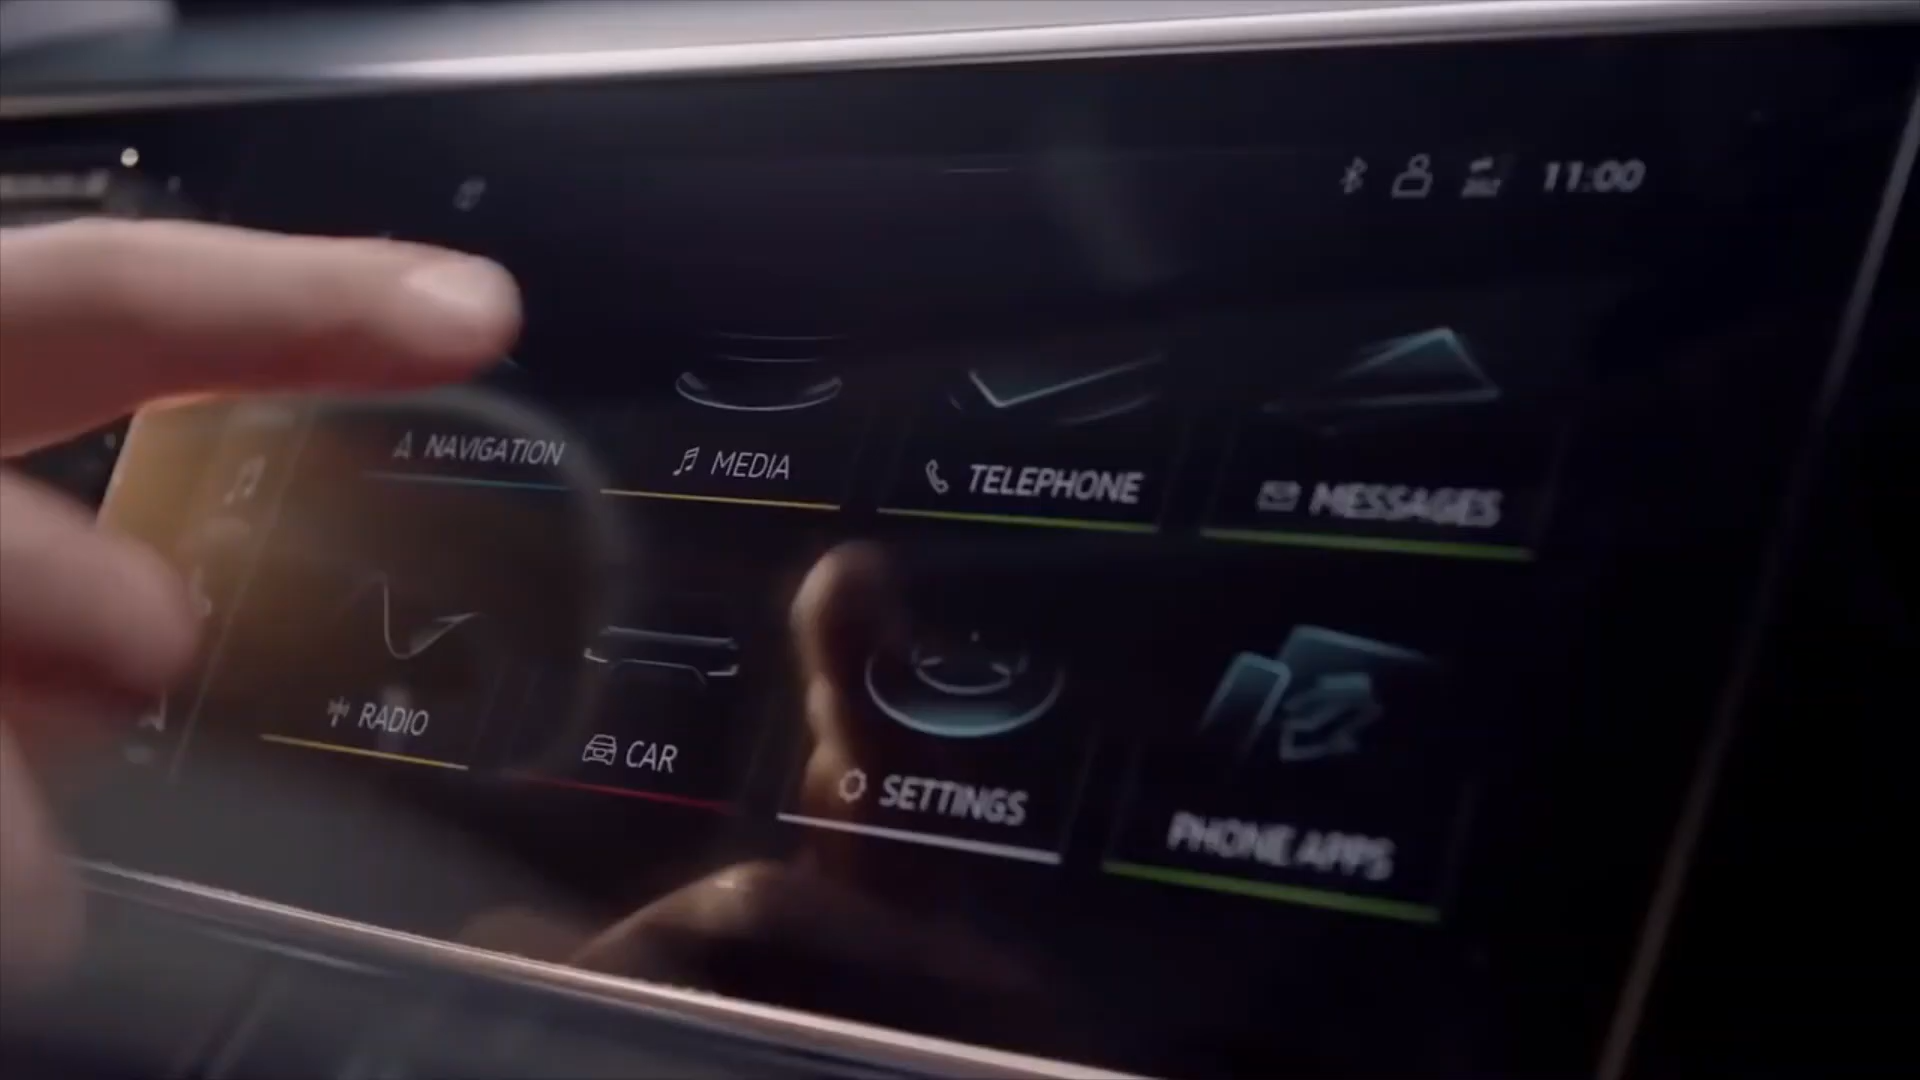 11:00
NAVIGATION
MEDIA
TELEPHONE
MESSAGES
RADIO
CAR
SETTINGS
PHONE APPS